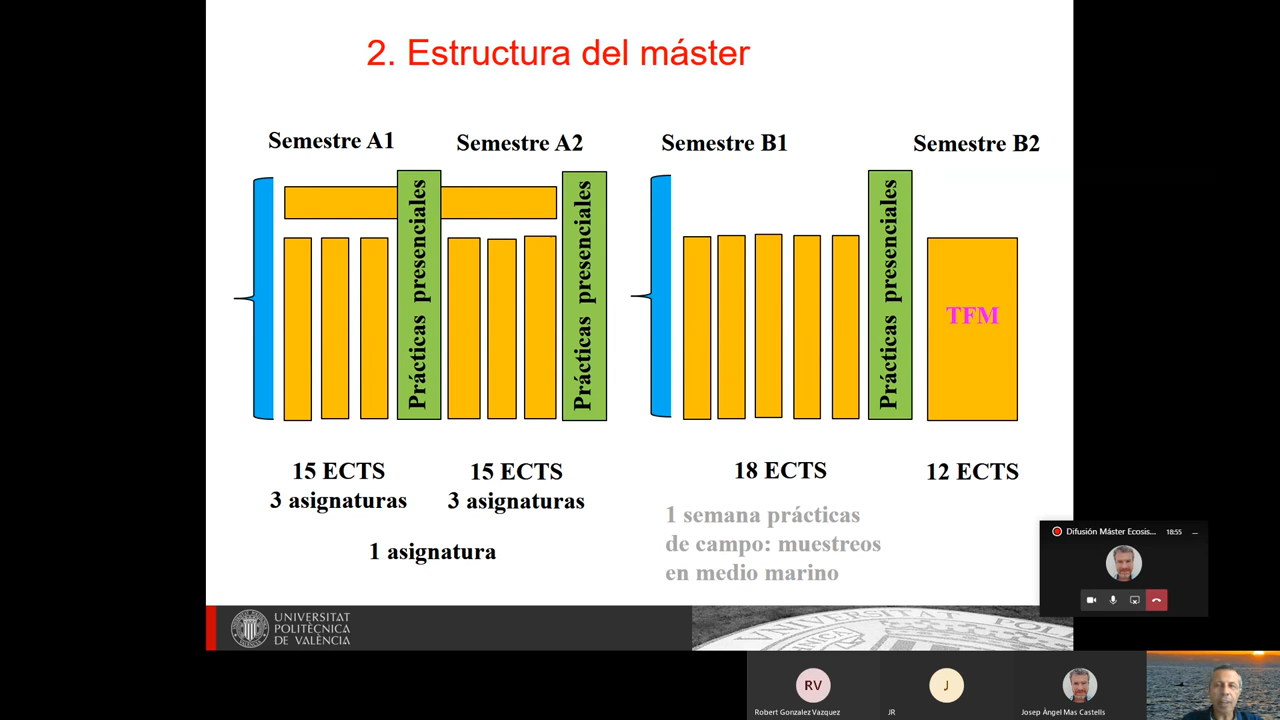 2. Estructura del máster
Semestre A1
Semestre A2
Semestre B1
Semestre B2
Prácticas presenciales
Prácticas presenciales
Prácticas presenciales
TFM
15 ECTS
3 asignaturas
15 ECTS
3 asignaturas
1 asignatura
18 ECTS
12 ECTS
1 semana prácticas
de campo: muestreos
en medio marino
UNIVERSITAT
POLITÈCNICA
DE VALÈNCIA
Difusión Máster Ecosis...
18:55
RV
Robert Gonzalez Vazquez
J
JR
Josep Àngel Mas Castells